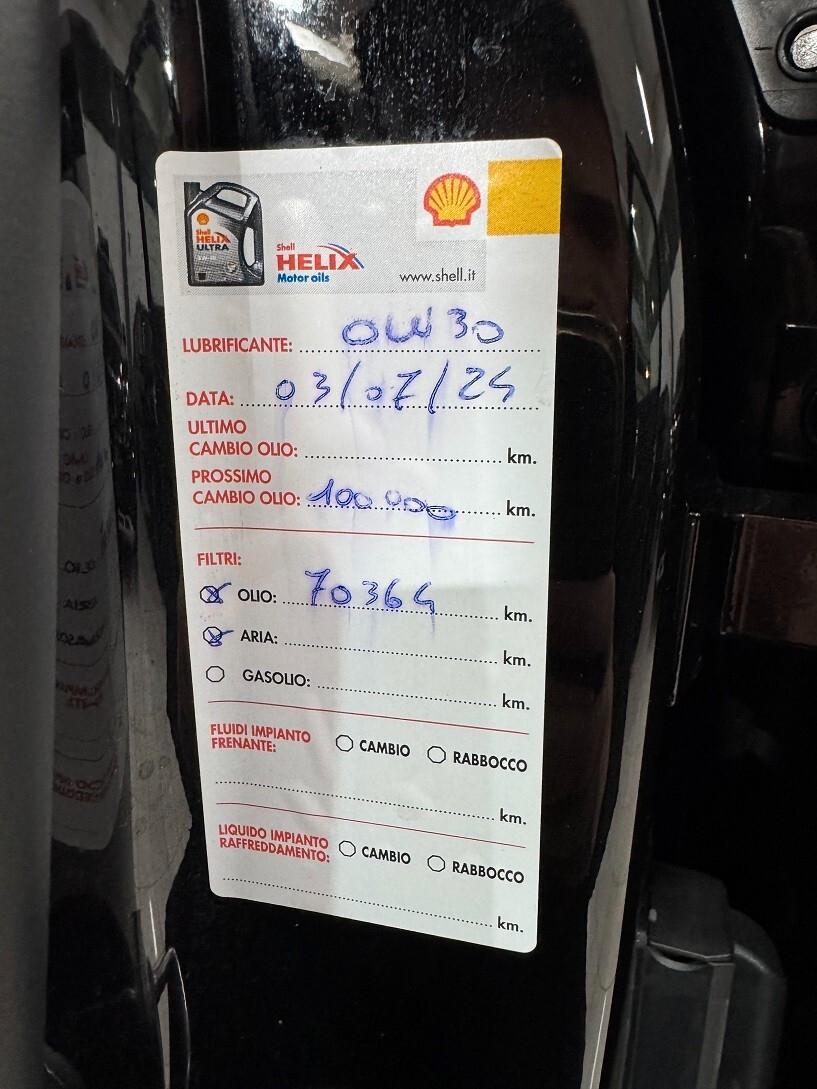 Shell
HELIX
ULTRA
Shell
HELIX
Motor oils
www.shell.it
LUBRIFICANTE: 0W30
DATA: 03/07/24
ULTIMO
CAMBIO OLIO: km.
PROSSIMO
CAMBIO OLIO: 100.000 km.
FILTRI:
OLIO: 70364 km.
ARIA: km.
GASOLIO: km.
FLUIDI IMPIANTO
FRENANTE: CAMBIO RABBOCCO
km.
LIQUIDO IMPIANTO
RAFFREDDAMENTO: CAMBIO RABBOCCO
km.